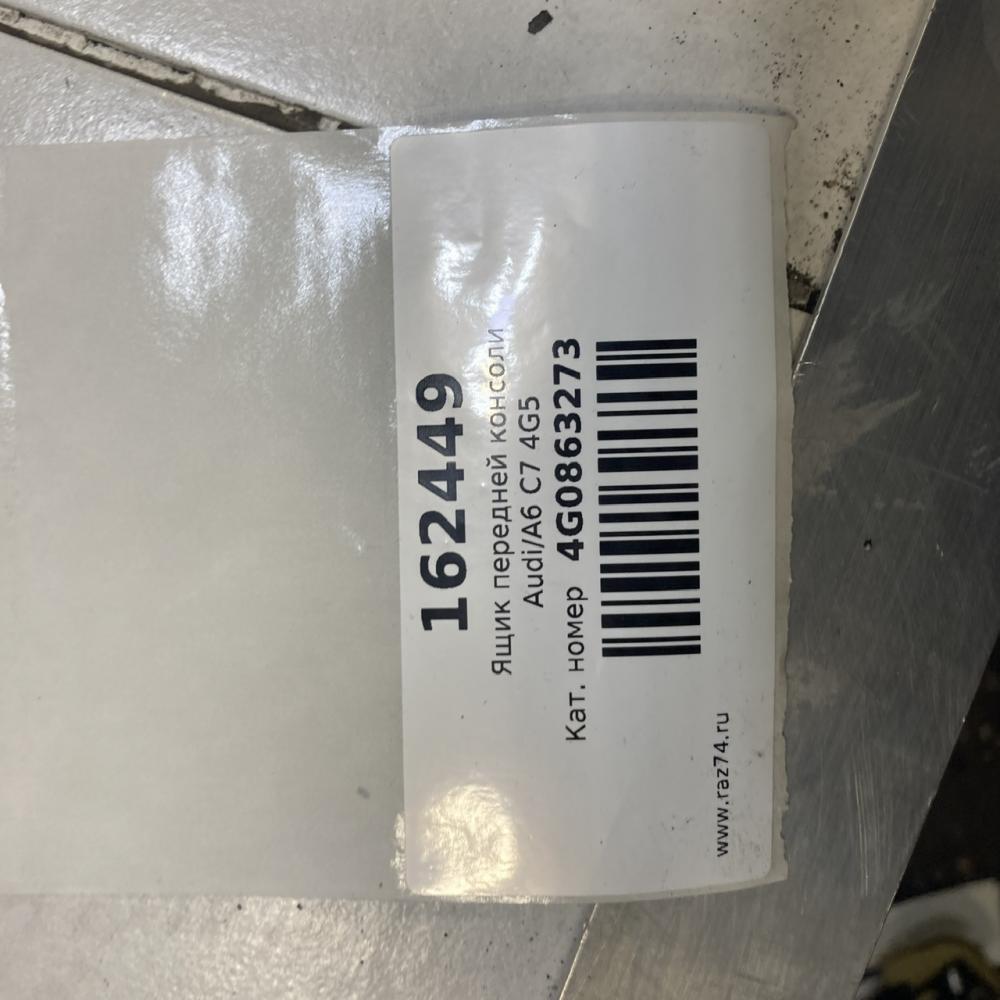 162449
Ящик передней консоли
Audi/A6 C7 4G5
Кат. номер 4G0863273
www.raz74.ru